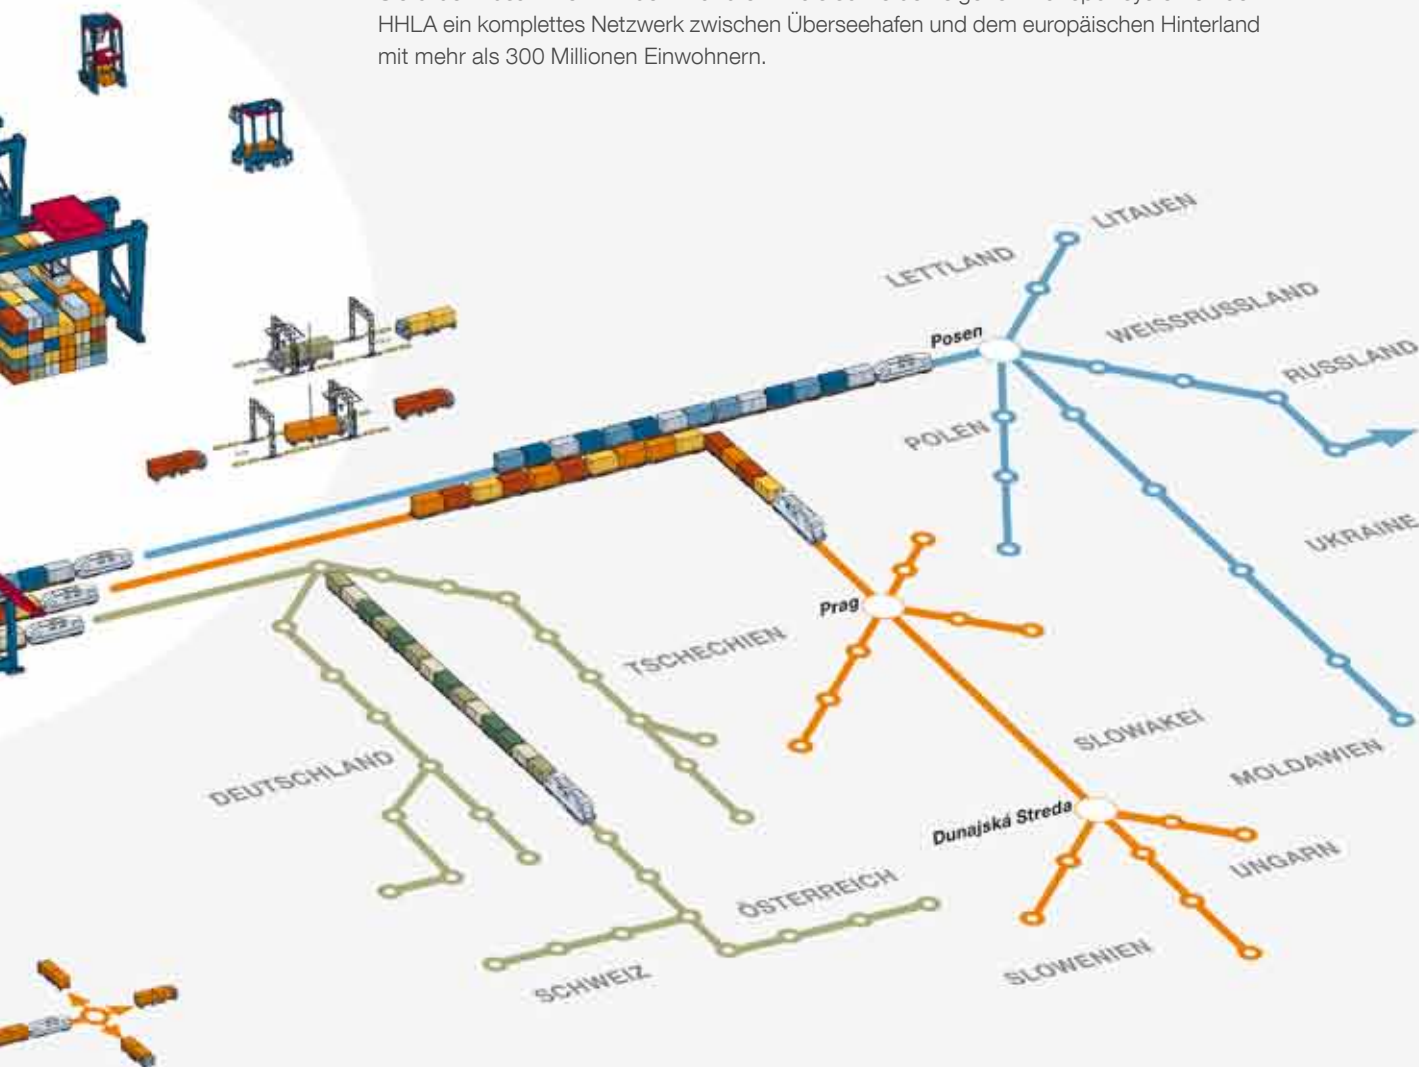 HHLA ein komplettes Netzwerk zwischen Überseehafen und dem europäischen Hinterland
mit mehr als 300 Millionen Einwohnern.
LITAUEN
LETTLAND
WEISSRUSSLAND
Posen
RUSSLAND
POLEN
UKRAINE
Prag
TSCHECHIEN
SLOWAKEI
MOLDAWIEN
DEUTSCHLAND
Dunajská Streda
UNGARN
ÖSTERREICH
SLOWENIEN
SCHWEIZ